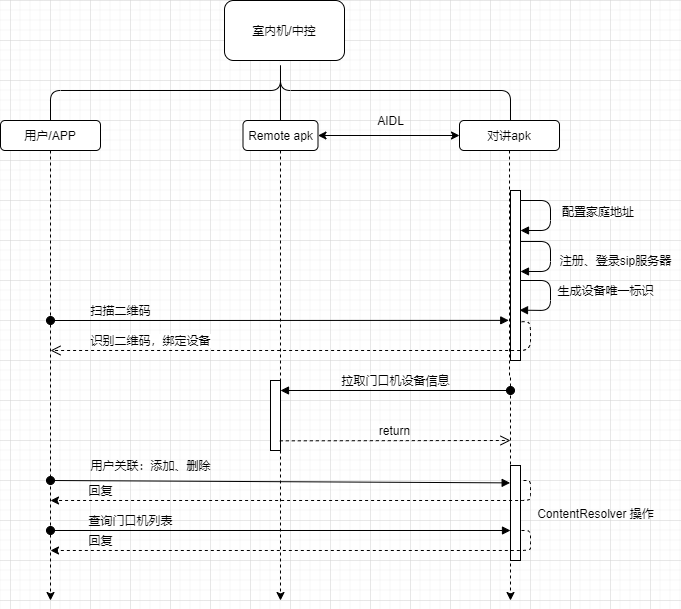 室内机/中控
用户/APP
Remote apk
AIDL
对讲apk
配置家庭地址
注册、登录sip服务器
生成设备唯一标识
扫描二维码
识别二维码，绑定设备
拉取门口机设备信息
return
用户关联：添加、删除
回复
ContentResolver 操作
查询门口机列表
回复